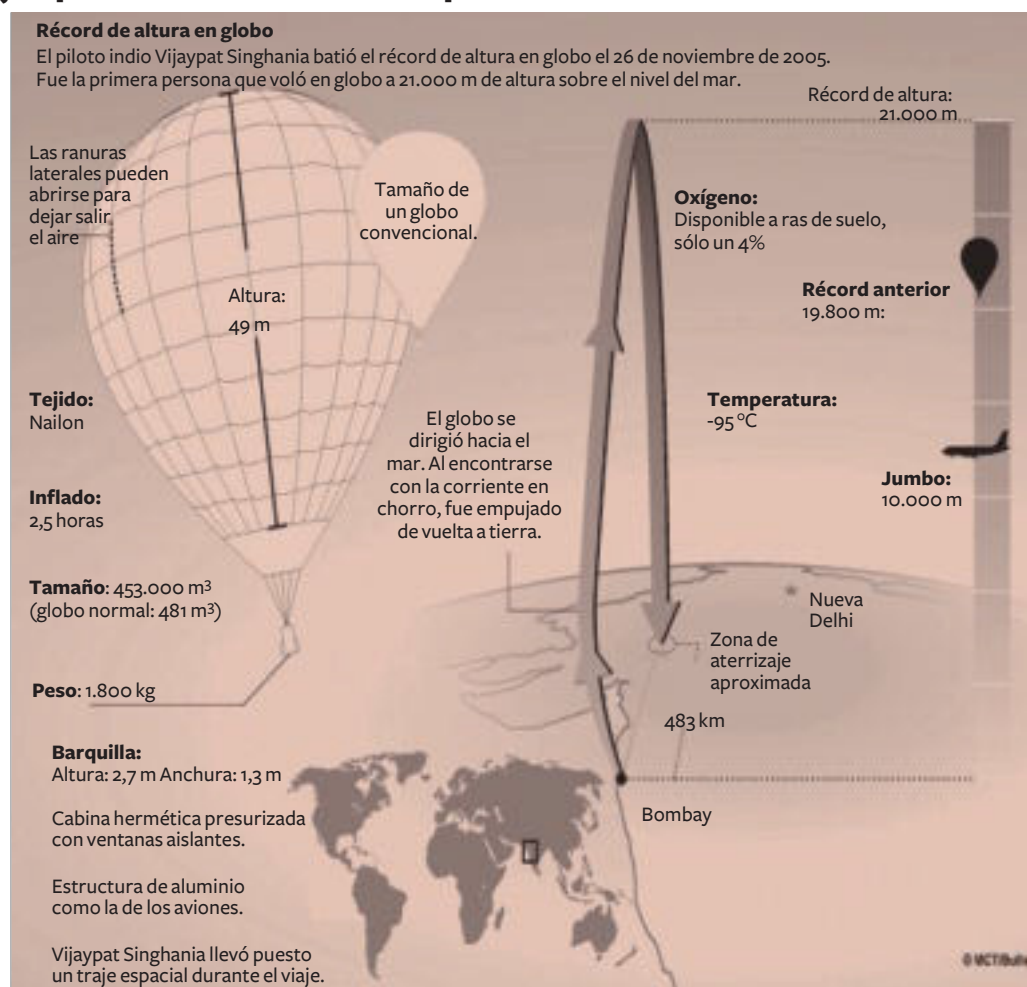 Récord de altura en globo
El piloto indio Vijaypat Singhania batió el récord de altura en globo el 26 de noviembre de 2005.
Fue la primera persona que voló en globo a 21.000 m de altura sobre el nivel del mar.
Récord de altura:
21.000 m
Las ranuras
laterales pueden
abrirse para
dejar salir
el aire
Tamaño de
un globo
convencional.
Oxígeno:
Disponible a ras de suelo,
sólo un 4%
Altura:
49 m
Récord anterior
19.800 m:
Tejido:
Nailon
El globo se
dirigió hacia el
mar. Al encontrarse
con la corriente en
chorro, fue empujado
de vuelta a tierra.
Temperatura:
-95 °C
Inflado:
2,5 horas
Jumbo:
10.000 m
Tamaño: 453.000 m³
(globo normal: 481 m³)
Nueva
Delhi
Zona de
aterrizaje
aproximada
Peso: 1.800 kg
483 km
Barquilla:
Altura: 2,7 m Anchura: 1,3 m
Bombay
Cabina hermética presurizada
con ventanas aislantes.
Estructura de aluminio
como la de los aviones.
Vijaypat Singhania llevó puesto
un traje espacial durante el viaje.